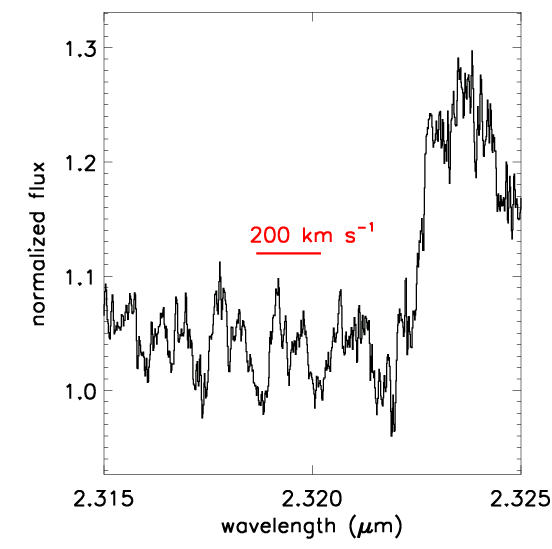 1.3
1.2
200 km s⁻¹
1.1
1.0
normalized flux
2.315 2.320 2.325
wavelength (μm)